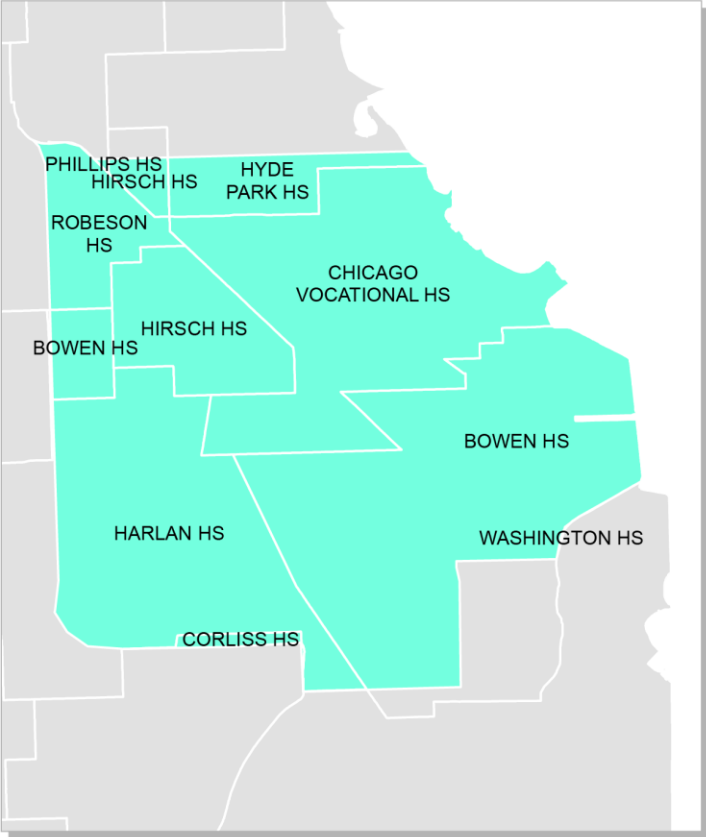 PHILLIPS HS
HIRSCH HS
HYDE
PARK HS
ROBESON
HS
CHICAGO
VOCATIONAL HS
HIRSCH HS
BOWEN HS
BOWEN HS
HARLAN HS
WASHINGTON HS
CORLISS HS